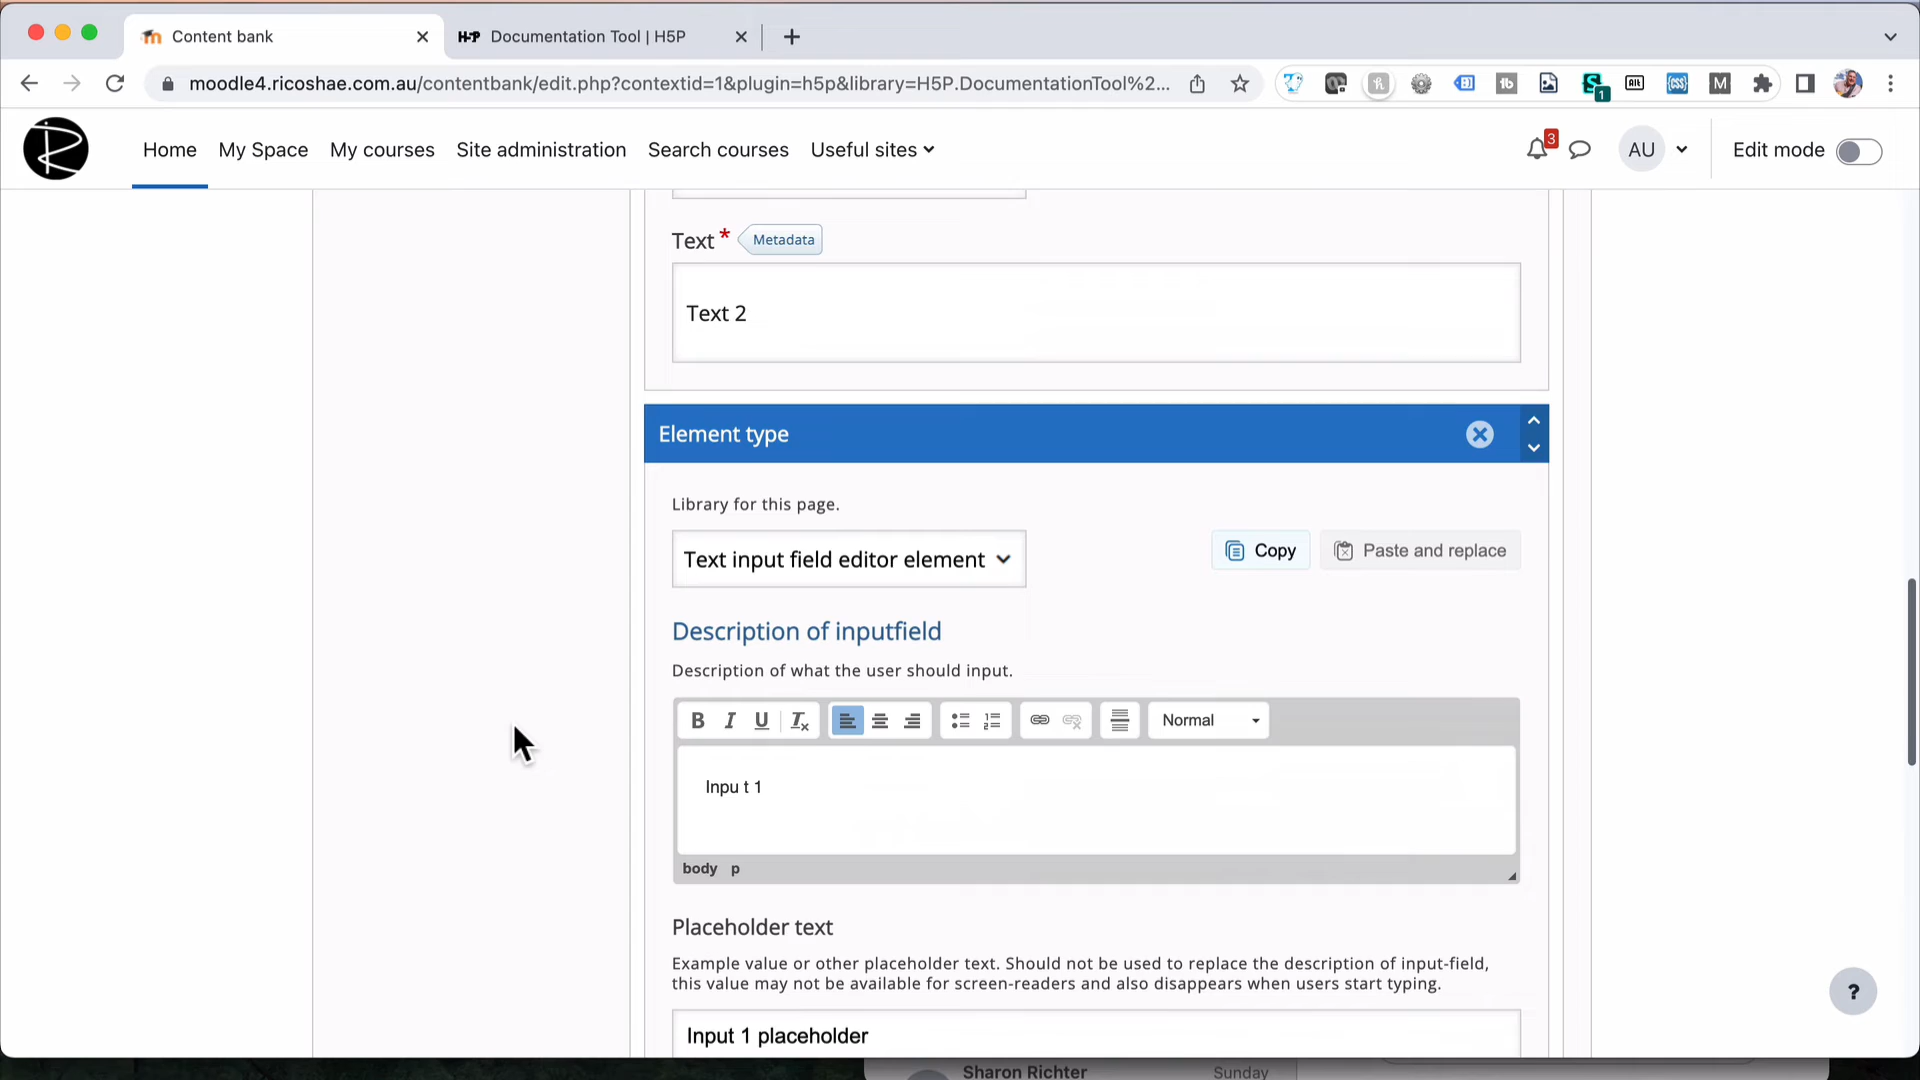 Content bank
H-P Documentation Tool | H5P
moodle4.ricoshae.com.au/contentbank/edit.php?contextid=1&plugin=h5p&library=H5P.DocumentationTool%2...
Home My Space My courses Site administration Search courses Useful sites
3
AU
Edit mode
Text * Metadata
Text 2
Element type
Library for this page.
Text input field editor element
Copy
Paste and replace
Description of inputfield
Description of what the user should input.
B I U Tx Normal
Inpu t 1
body p
Placeholder text
Example value or other placeholder text. Should not be used to replace the description of input-field,
this value may not be available for screen-readers and also disappears when users start typing.
Input 1 placeholder
?
Sharon Richter Sunday